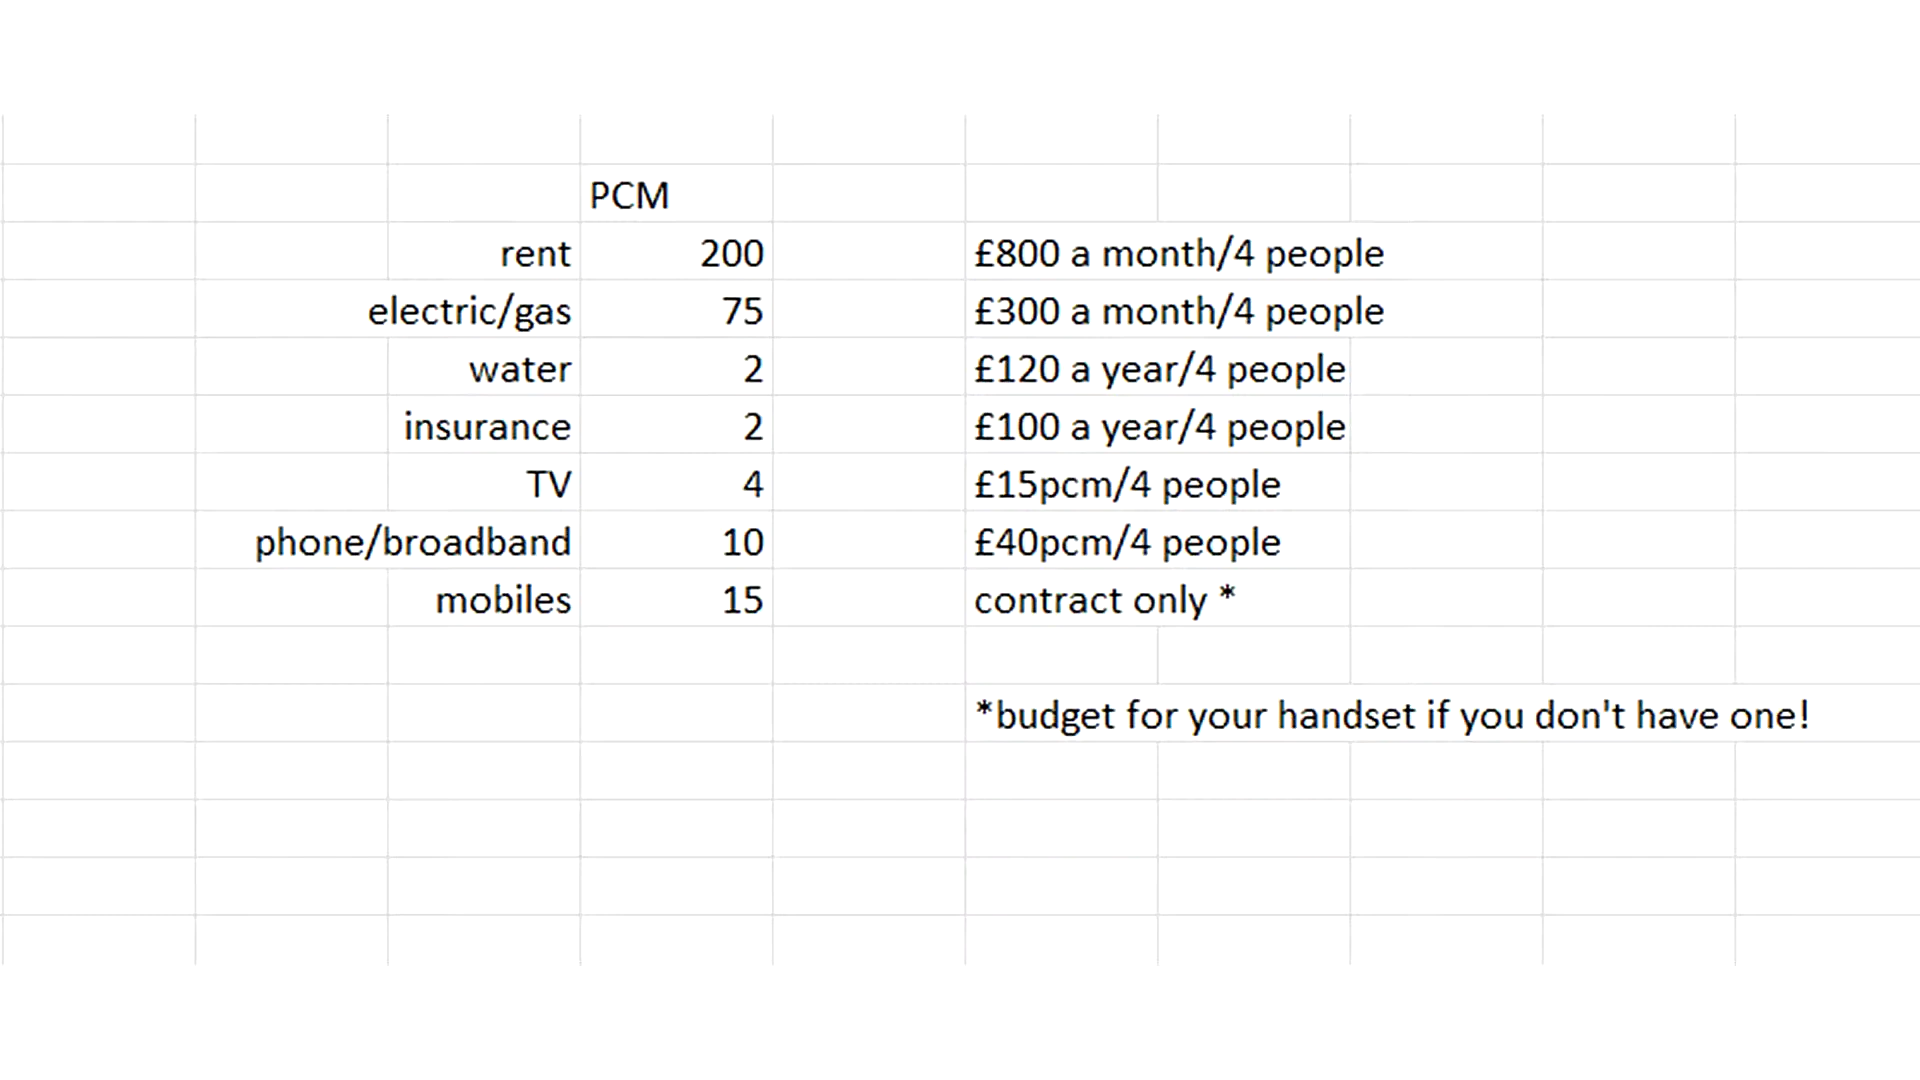 PCM
rent 200 £800 a month/4 people
electric/gas 75 £300 a month/4 people
water 2 £120 a year/4 people
insurance 2 £100 a year/4 people
TV 4 £15pcm/4 people
phone/broadband 10 £40pcm/4 people
mobiles 15 contract only *
*budget for your handset if you don't have one!